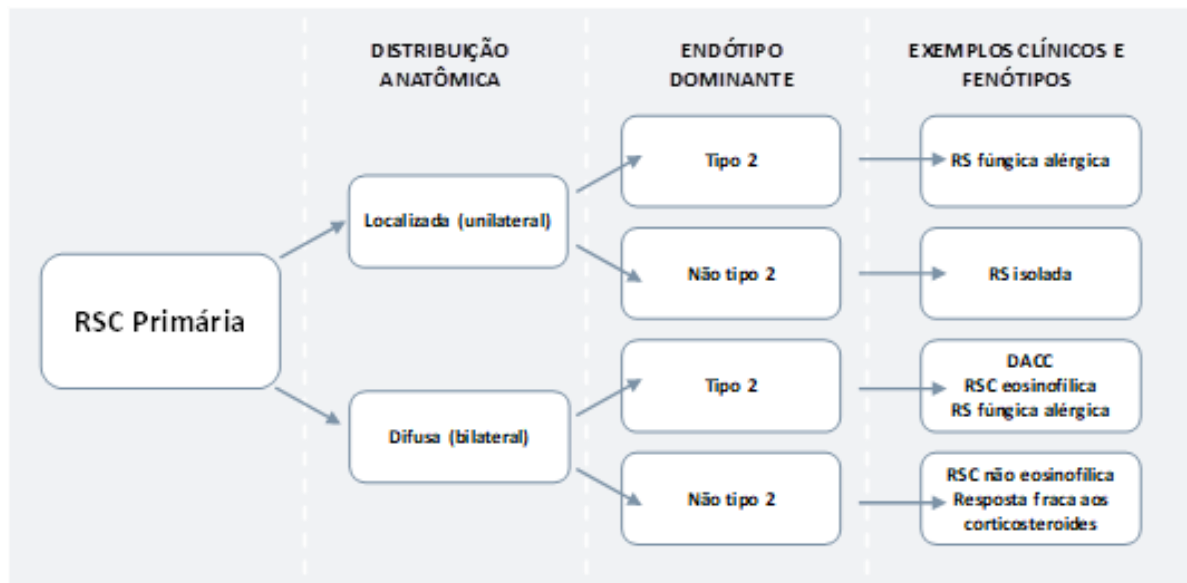 DISTRIBUIÇÃO
ANATÔMICA
ENDÓTIPO
DOMINANTE
EXEMPLOS CLÍNICOS E
FENÓTIPOS
RSC Primária
Localizada (unilateral)
Tipo 2
RS fúngica alérgica
Não tipo 2
RS isolada
Difusa (bilateral)
Tipo 2
DACC
RSC eosinofílica
RS fúngica alérgica
Não tipo 2
RSC não eosinofílica
Resposta fraca aos
corticosteroides